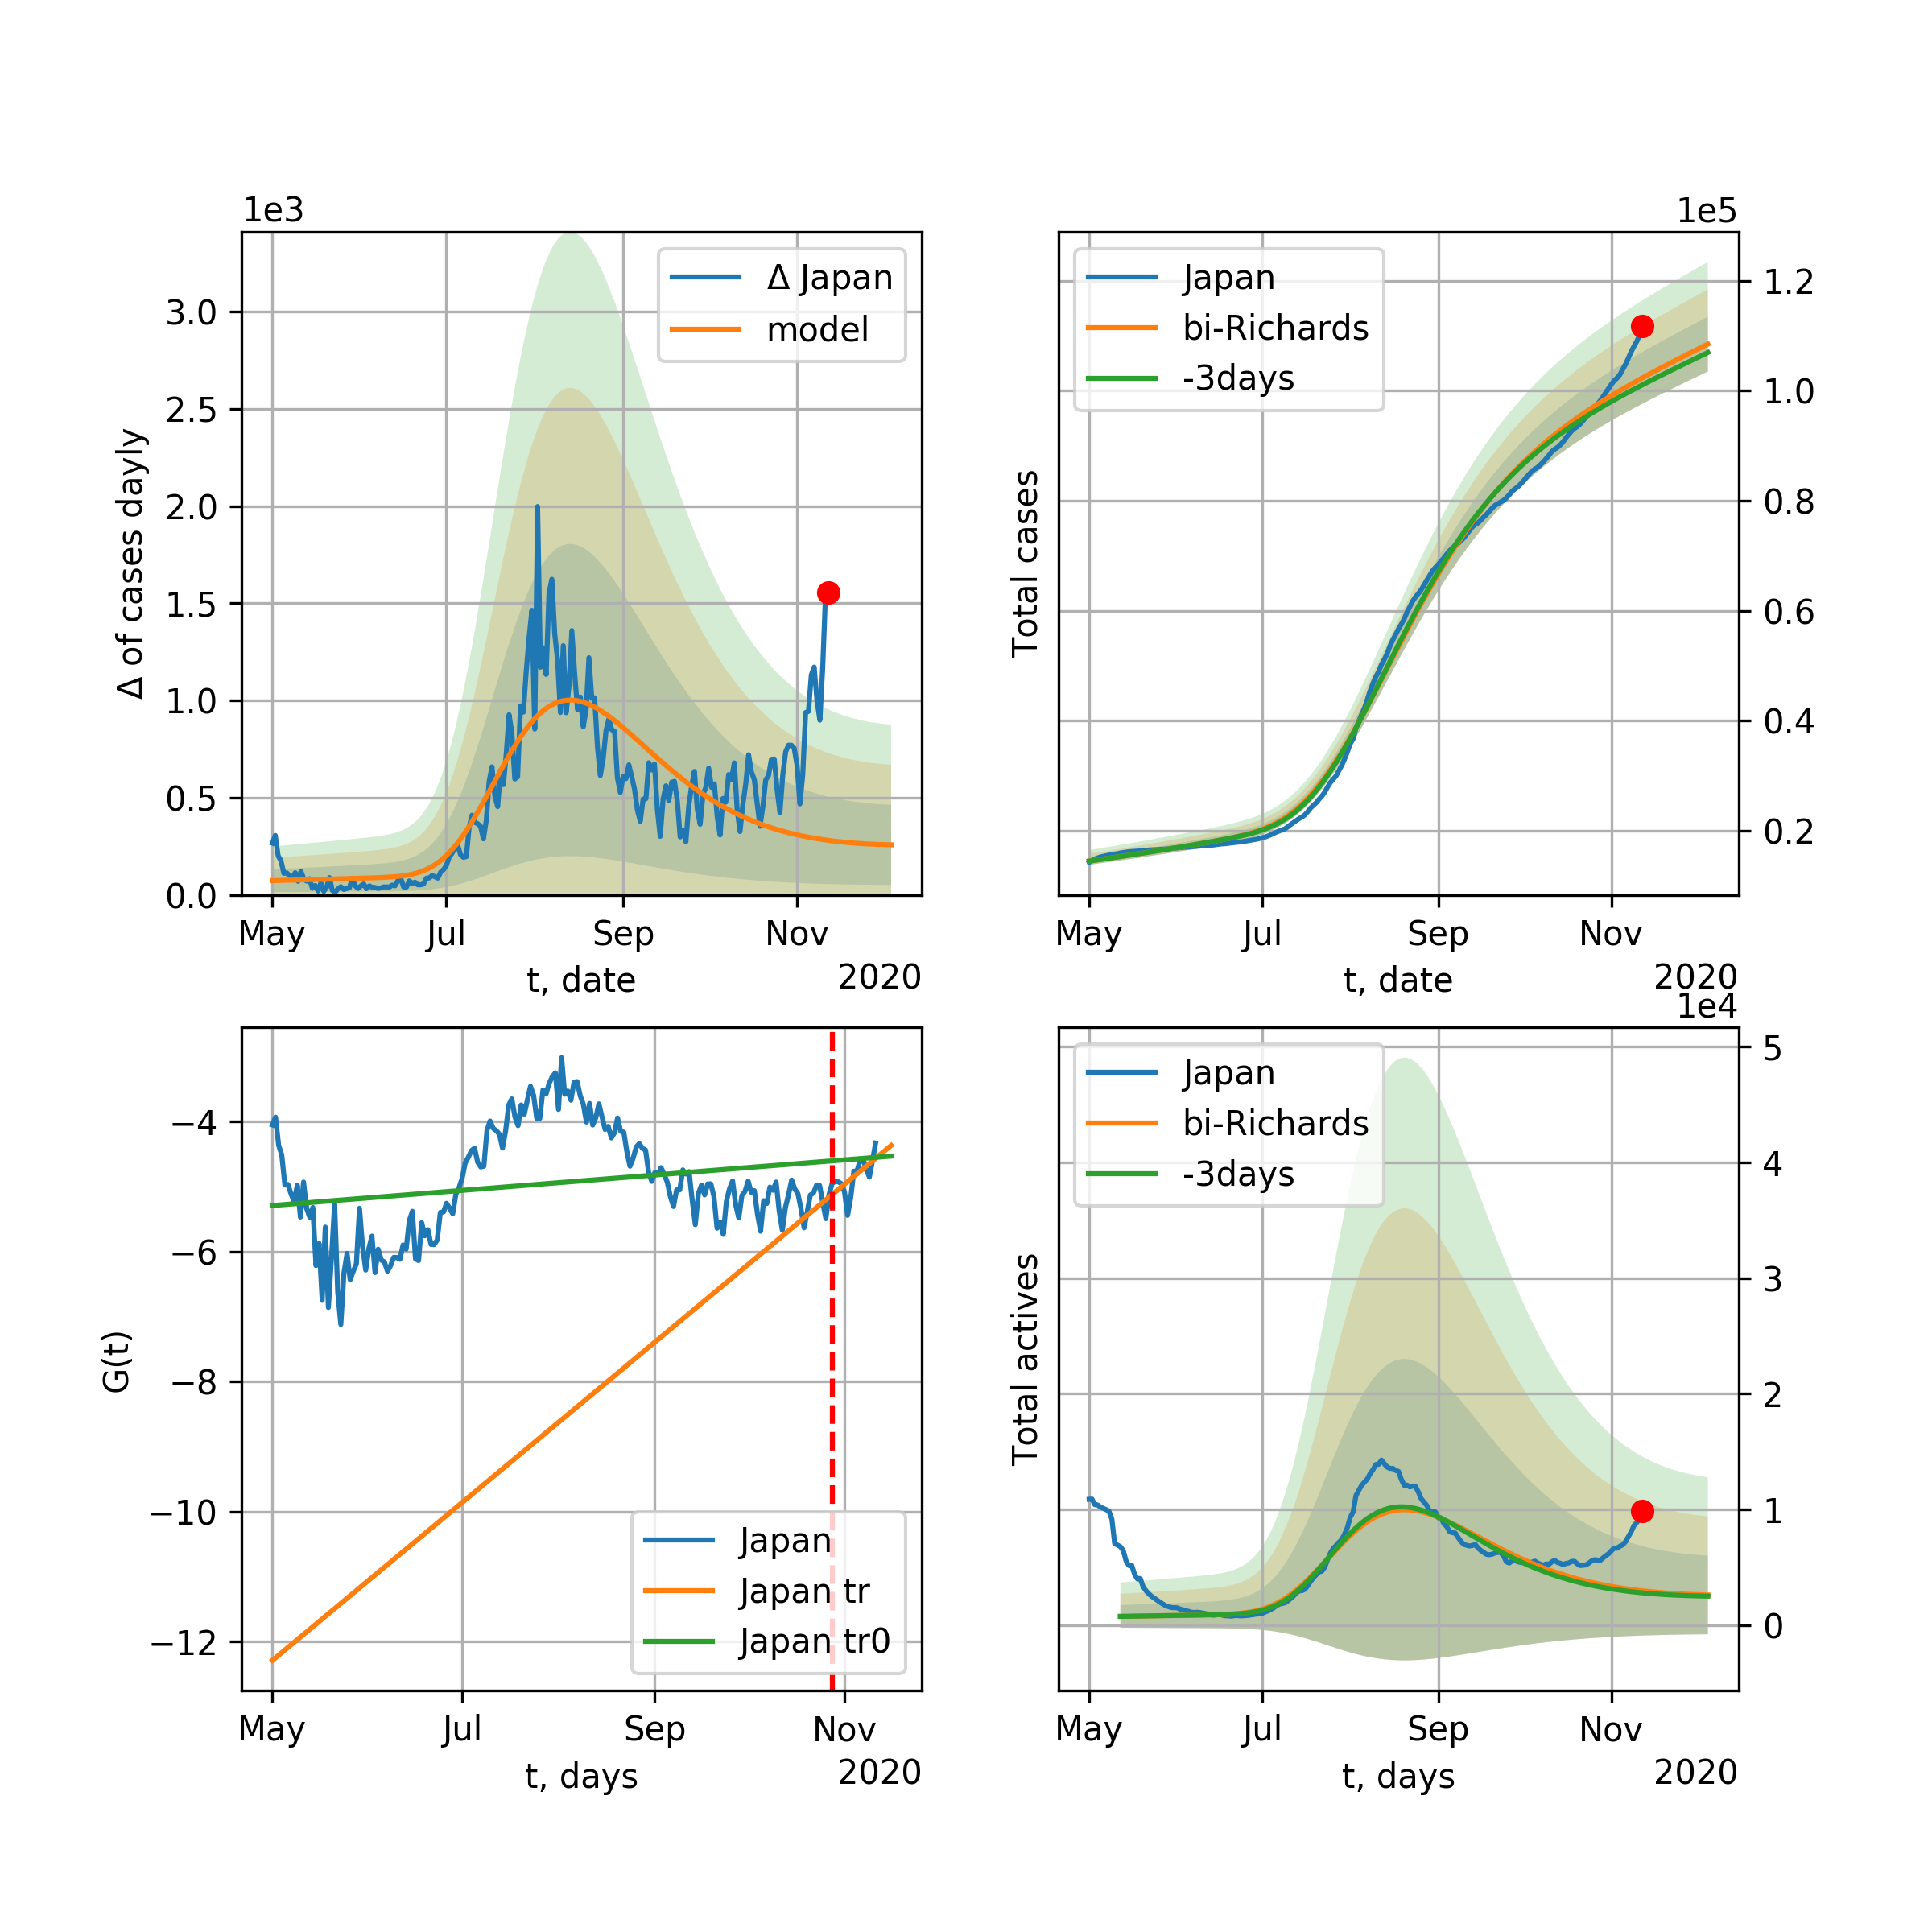 1e3
Δ of cases dayly
3.0
2.5
2.0
1.5
1.0
0.5
0.0
Δ Japan
model
May Jul Sep Nov
t, date
2020
1e5
Total cases
Japan
bi-Richards
-3days
1.2
1.0
0.8
0.6
0.4
0.2
May Jul Sep Nov
t, date
2020
G(t)
−4
−6
−8
−10
−12
Japan
Japan tr
Japan tr0
May Jul Sep Nov
t, days
2020
1e4
Total actives
Japan
bi-Richards
-3days
5
4
3
2
1
0
May Jul Sep Nov
t, days
2020